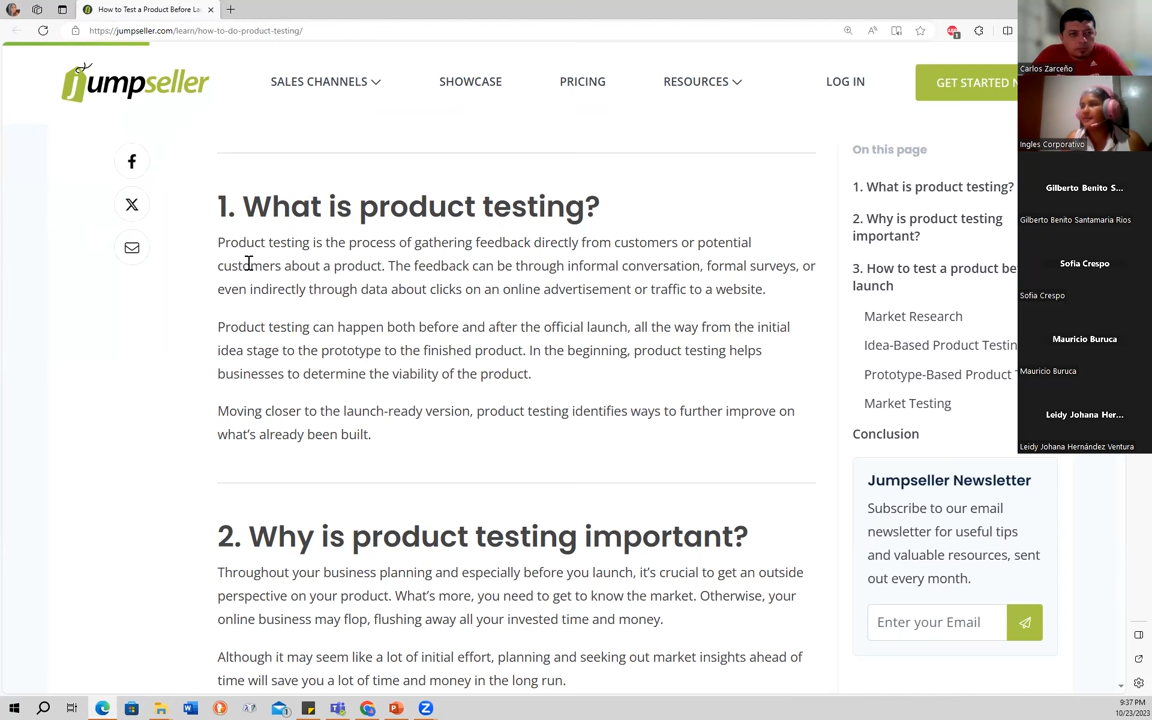 How to Test a Product Before La
https://jumpseller.com/learn/how-to-do-product-testing/
jumpseller
SALES CHANNELS
SHOWCASE
PRICING
RESOURCES
LOG IN
GET STARTED N
1. What is product testing?
Product testing is the process of gathering feedback directly from customers or potential
customers about a product. The feedback can be through informal conversation, formal surveys, or
even indirectly through data about clicks on an online advertisement or traffic to a website.
Product testing can happen both before and after the official launch, all the way from the initial
idea stage to the prototype to the finished product. In the beginning, product testing helps
businesses to determine the viability of the product.
Moving closer to the launch-ready version, product testing identifies ways to further improve on
what's already been built.
2. Why is product testing important?
Throughout your business planning and especially before you launch, it's crucial to get an outside
perspective on your product. What's more, you need to get to know the market. Otherwise, your
online business may flop, flushing away all your invested time and money.
Although it may seem like a lot of initial effort, planning and seeking out market insights ahead of
time will save you a lot of time and money in the long run.
On this page
1. What is product testing?
2. Why is product testing
important?
3. How to test a product be
launch
Market Research
Idea-Based Product Testin
Prototype-Based Product
Market Testing
Conclusion
Jumpseller Newsletter
Subscribe to our email
newsletter for useful tips
and valuable resources, sent
out every month.
Enter your Email
Carlos Zarceño
Ingles Corporativo
Gilberto Benito S...
Gilberto Benito Santamaria Rios
Sofia Crespo
Sofia Crespo
Mauricio Buruca
Mauricio Buruca
Leidy Johana Her...
Leidy Johana Hernández Ventura
9:37 PM
10/23/2023